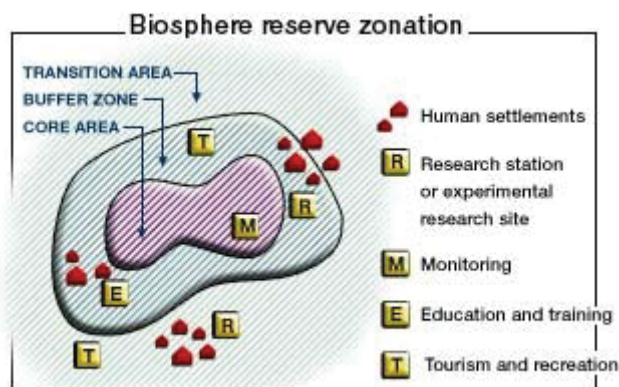 Biosphere reserve zonation
TRANSITION AREA
BUFFER ZONE
CORE AREA
T
R
M
E
R
T
Human settlements
R Research station
or experimental
research site
M Monitoring
E Education and training
T Tourism and recreation